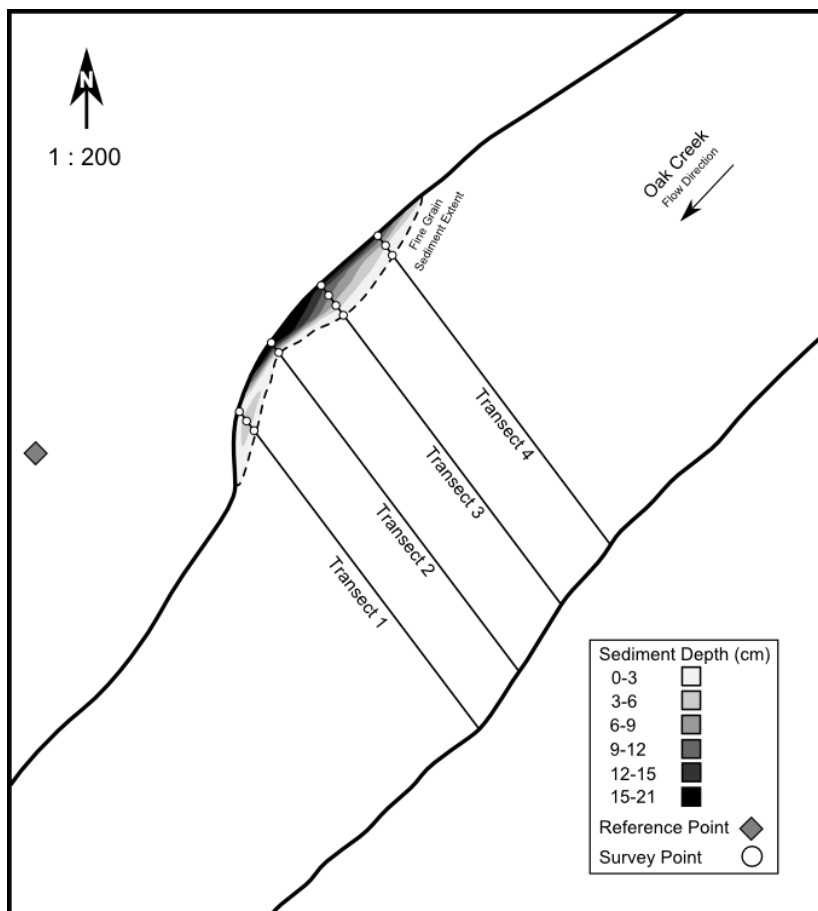 N
1 : 200
Oak Creek
Flow Direction
Fine Grain
Sediment Extent
Transect 4
Transect 3
Transect 2
Transect 1
Sediment Depth (cm)
0-3
3-6
6-9
9-12
12-15
15-21
Reference Point
Survey Point